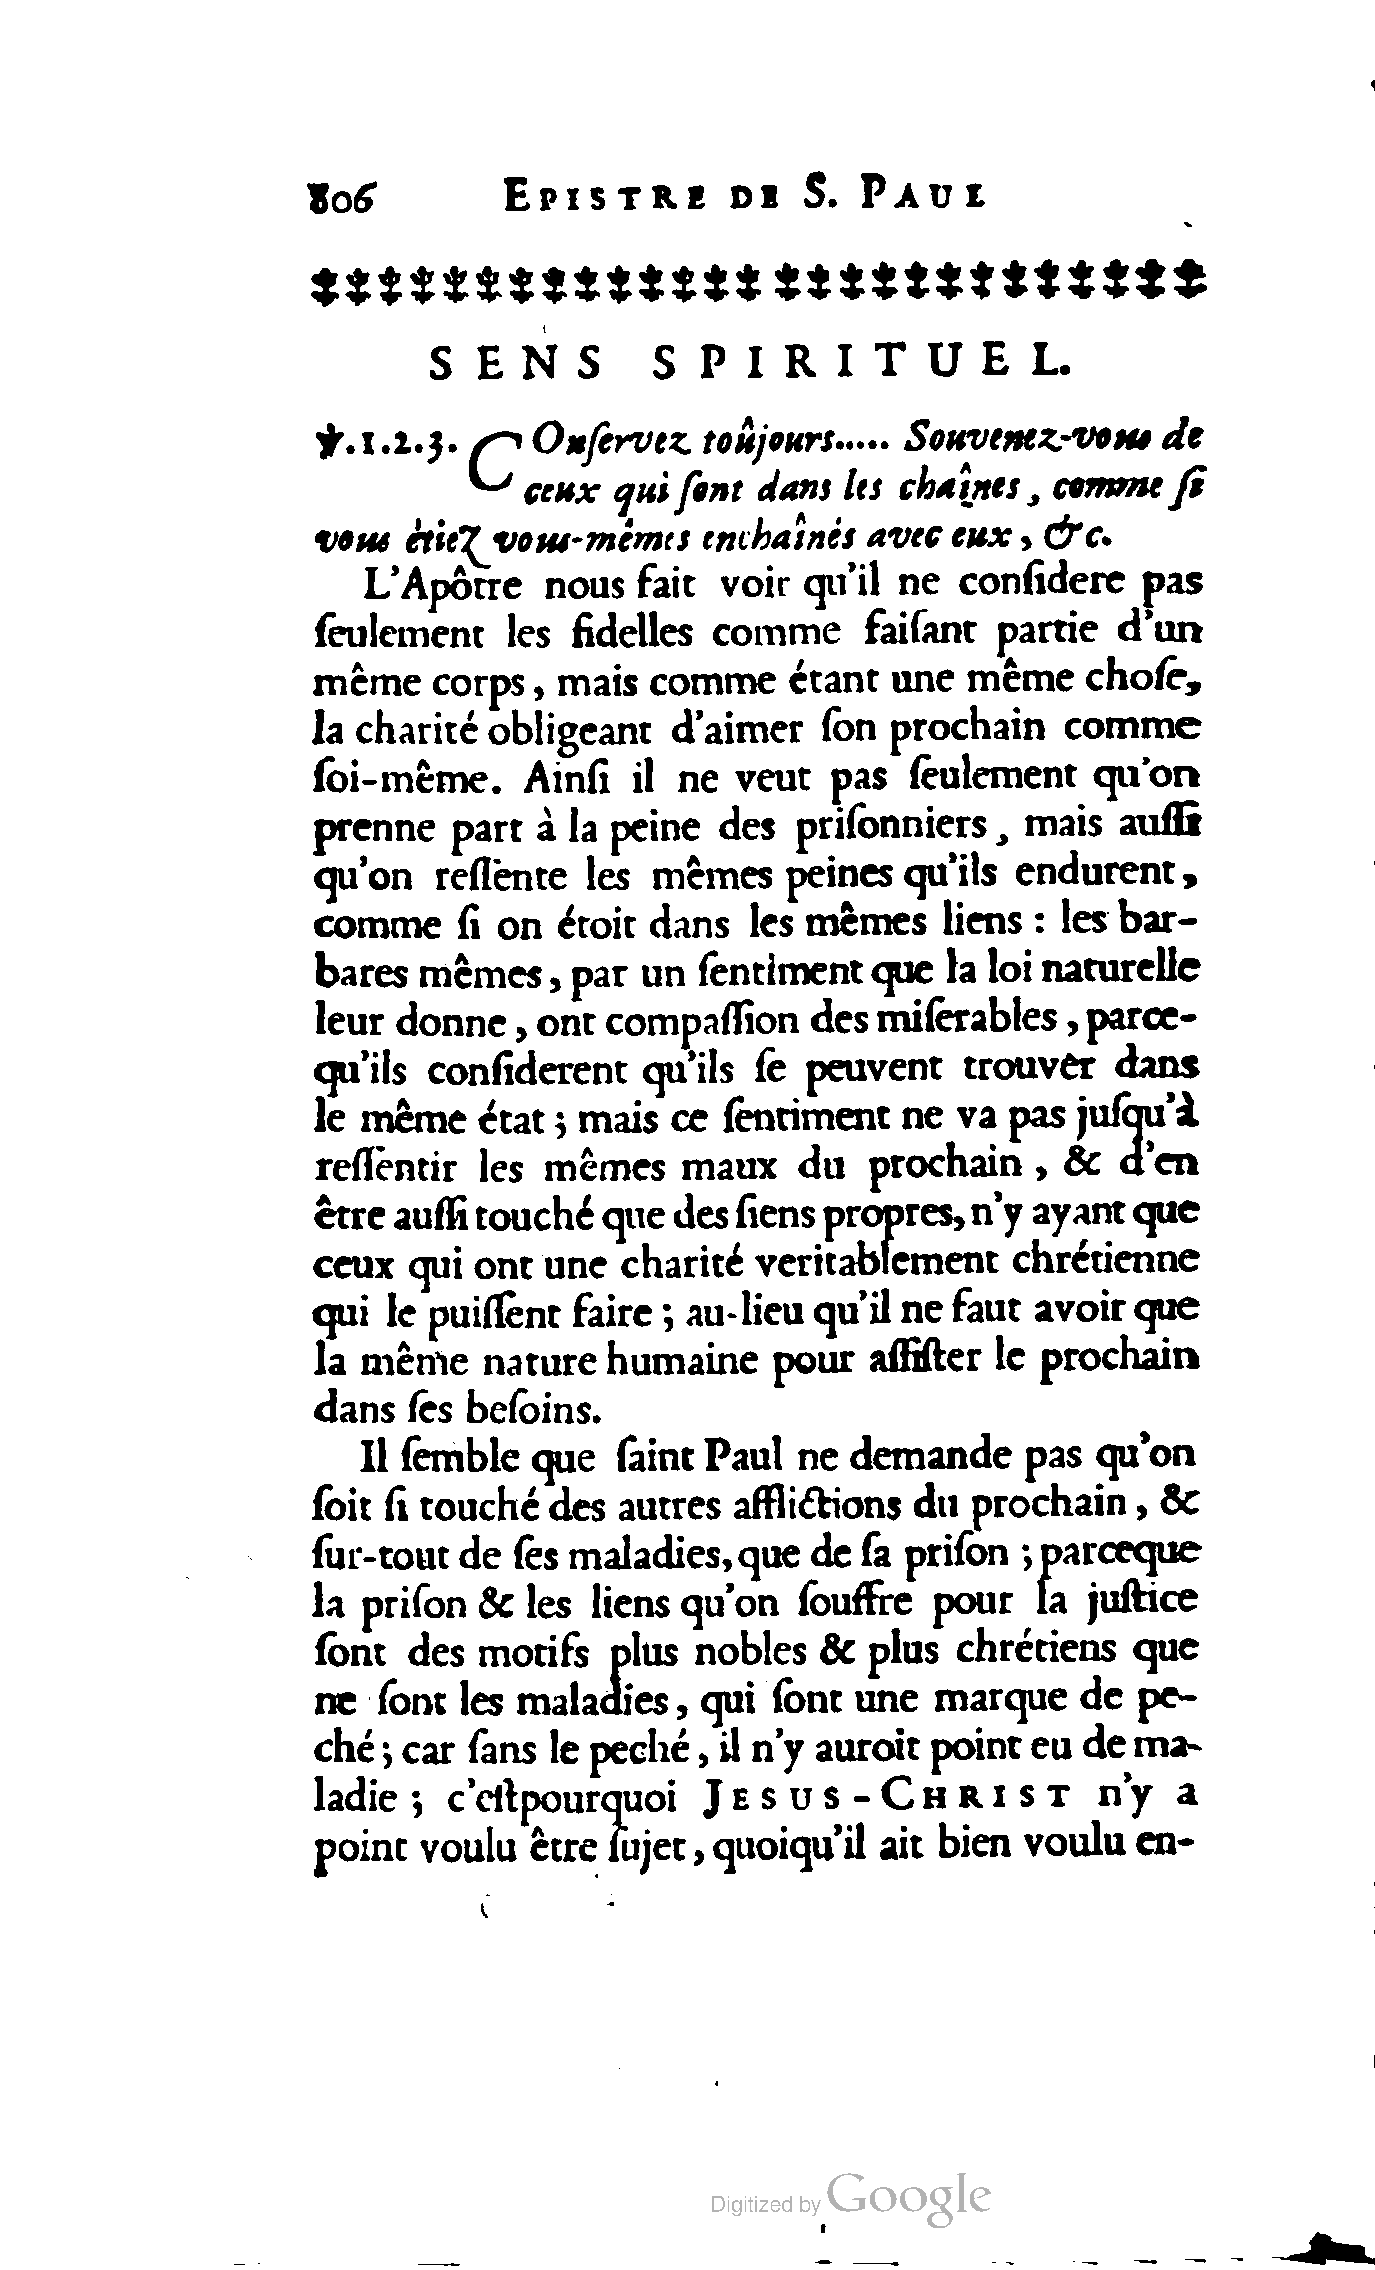 806 EPISTRE DE S. PAUL
SENS SPIRITUEL.
℣.1.2.3. COnſervez toûjours..... Souvenez-vous de
ceux qui ſont dans les chaînes, comme ſi
vous étiez vous-mêmes enchaînés avec eux, &c.
L'Apôtre nous fait voir qu'il ne conſidere pas
ſeulement les fidelles comme faiſant partie d'un
même corps, mais comme étant une même choſe,
la charité obligeant d'aimer ſon prochain comme
ſoi-même. Ainſi il ne veut pas ſeulement qu'on
prenne part à la peine des priſonniers, mais auſſi
qu'on reſſente les mêmes peines qu'ils endurent,
comme ſi on étoit dans les mêmes liens : les bar-
bares mêmes, par un ſentiment que la loi naturelle
leur donne, ont compaſſion des miſerables, parce-
qu'ils conſiderent qu'ils ſe peuvent trouver dans
le même état ; mais ce ſentiment ne va pas juſqu'à
reſſentir les mêmes maux du prochain, & d'en
être auſſi touché que des ſiens propres, n'y ayant que
ceux qui ont une charité veritablement chrétienne
qui le puiſſent faire ; au-lieu qu'il ne faut avoir que
la même nature humaine pour aſſiſter le prochain
dans ſes beſoins.
Il ſemble que ſaint Paul ne demande pas qu'on
ſoit ſi touché des autres afflictions du prochain, &
ſur-tout de ſes maladies, que de ſa priſon ; parceque
la priſon & les liens qu'on ſouffre pour la juſtice
ſont des motifs plus nobles & plus chrétiens que
ne ſont les maladies, qui ſont une marque de pe-
ché ; car ſans le peché, il n'y auroit point eu de ma-
ladie ; c'eſtpourquoi JESUS-CHRIST n'y a
point voulu être ſujet, quoiqu'il ait bien voulu en-
Digitized by Google